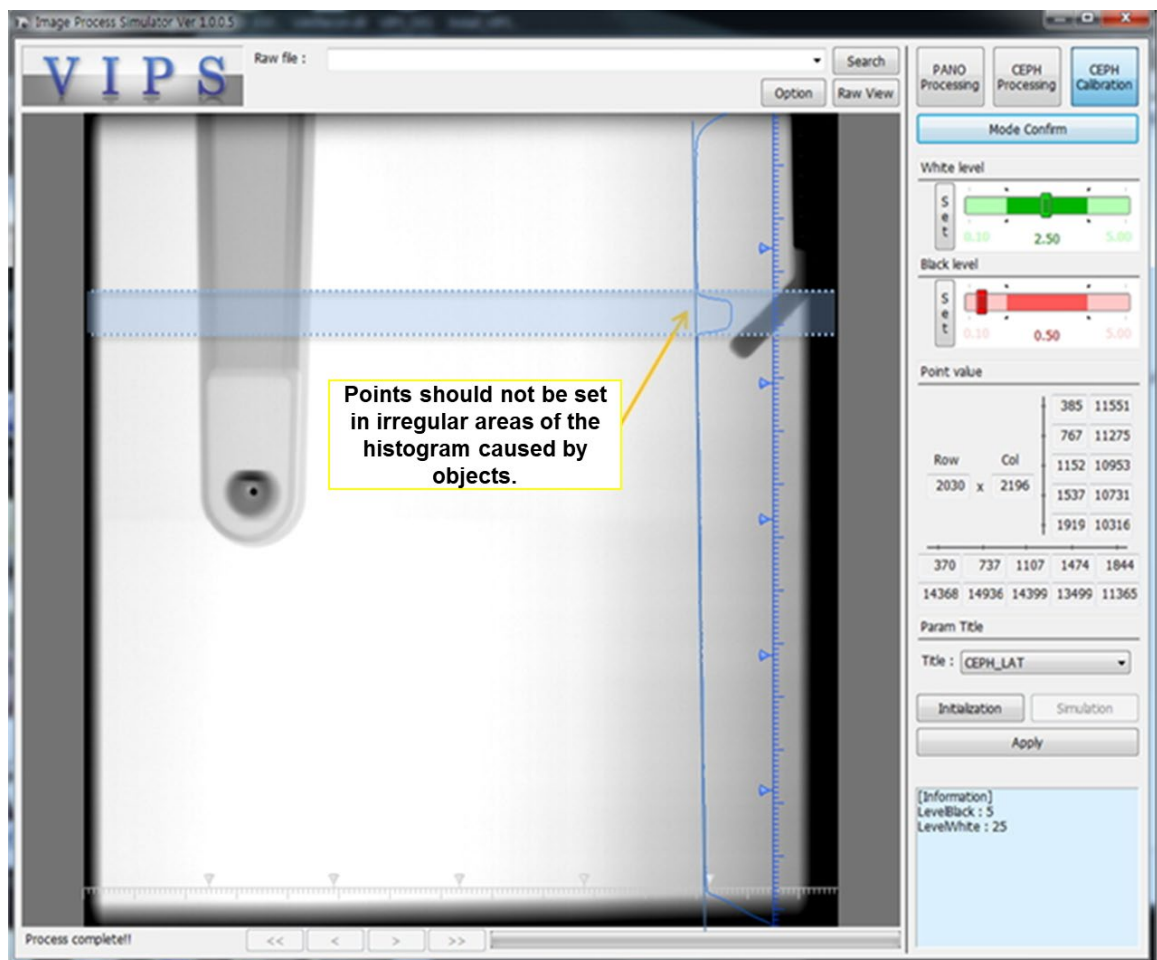 Image Process Simulator Ver 1.0.0.5
VIPS
Raw file :
Search
Option
Raw View
PANO Processing
CEPH Processing
CEPH Calibration
Mode Confirm
White level
Set
0.10 2.50 5.00
Black level
Set
0.10 0.50 5.00
Point value
385 11551
767 11275
Row Col
1152 10953
2030 x 2196
1537 10731
1919 10316
370 737 1107 1474 1844
14368 14936 14399 13499 11365
Param Title
Title : CEPH_LAT
Initialization
Simulation
Apply
[Information]
LevelBlack : 5
LevelWhite : 25
Points should not be set
in irregular areas of the
histogram caused by
objects.
Process complete!!
<< < > >>